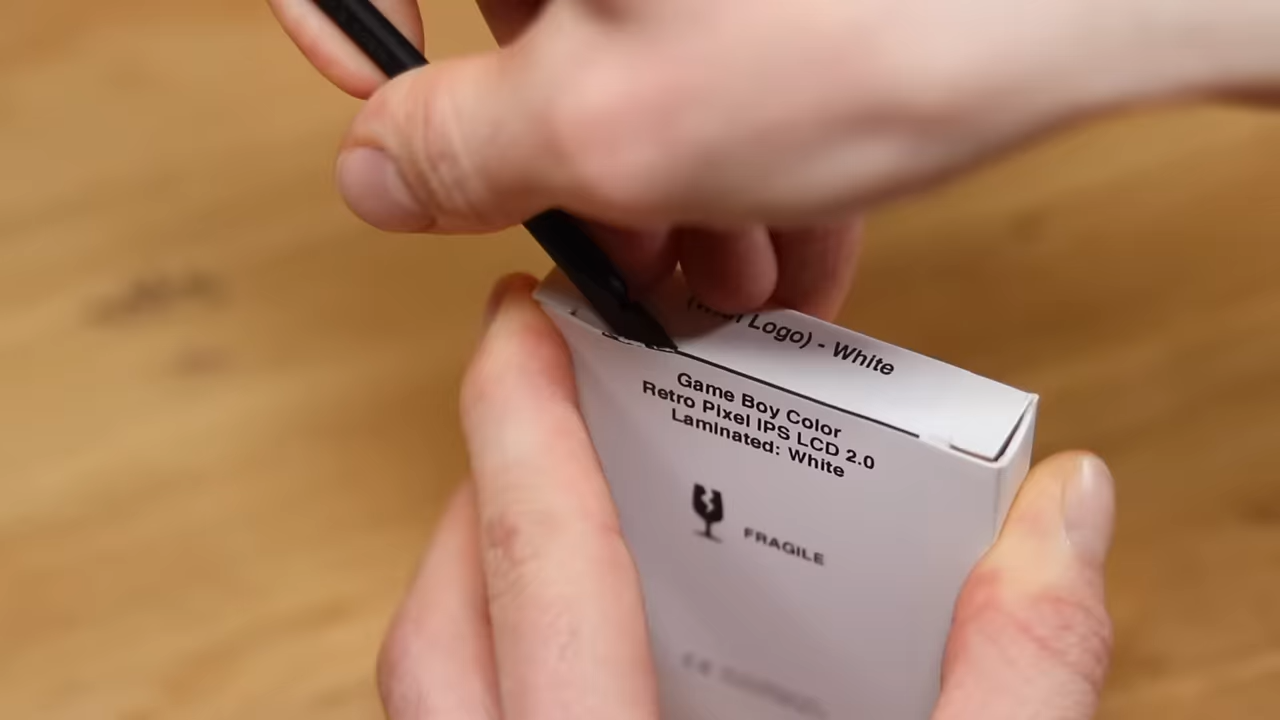 Logo) - White
Game Boy Color
Retro Pixel IPS LCD 2.0
Laminated: White
FRAGILE